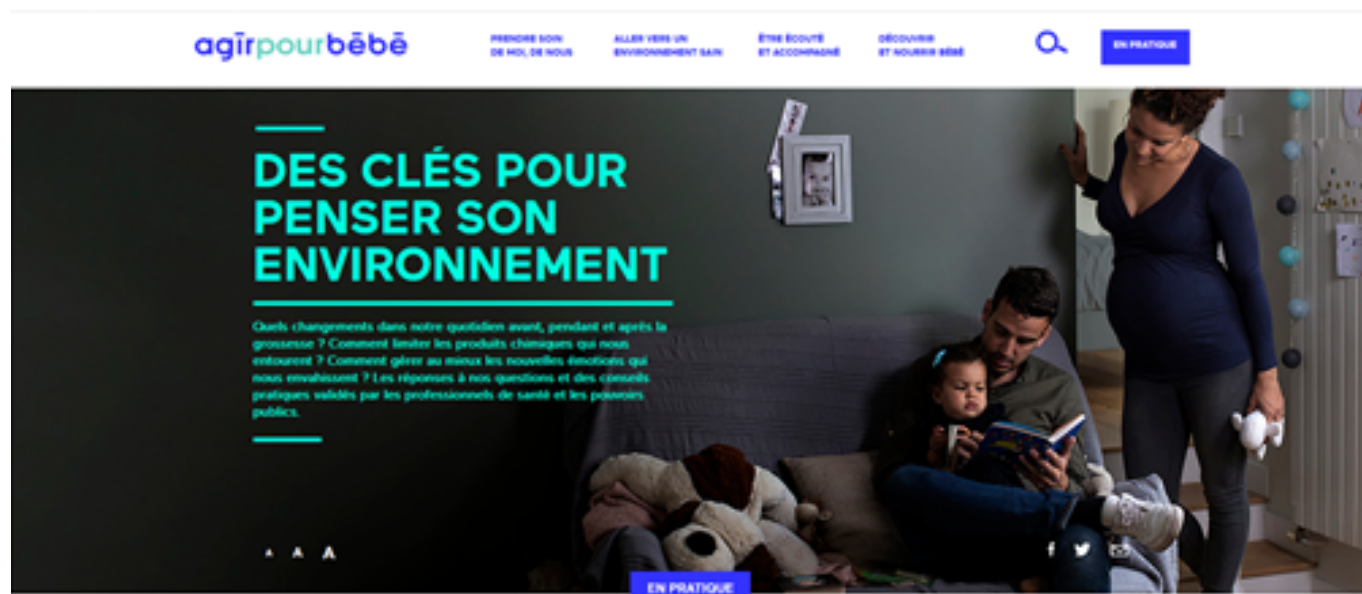 agīrpourbēbē
PRENDRE SOIN
DE MOI, DE NOUS
ALLER VERS UN
ENVIRONNEMENT SAIN
ÊTRE ÉCOUTÉ
ET ACCOMPAGNÉ
DÉCOUVRIR
ET NOURRIR BÉBÉ
EN PRATIQUE
DES CLÉS POUR
PENSER SON
ENVIRONNEMENT
Quels changements dans notre quotidien avant, pendant et après la
grossesse ? Comment limiter les produits chimiques qui nous
entourent ? Comment gérer au mieux les nouvelles émotions qui
nous envahissent ? Les réponses à nos questions et des conseils
pratiques validés par les professionnels de santé et les pouvoirs
publics.
A A A
EN PRATIQUE